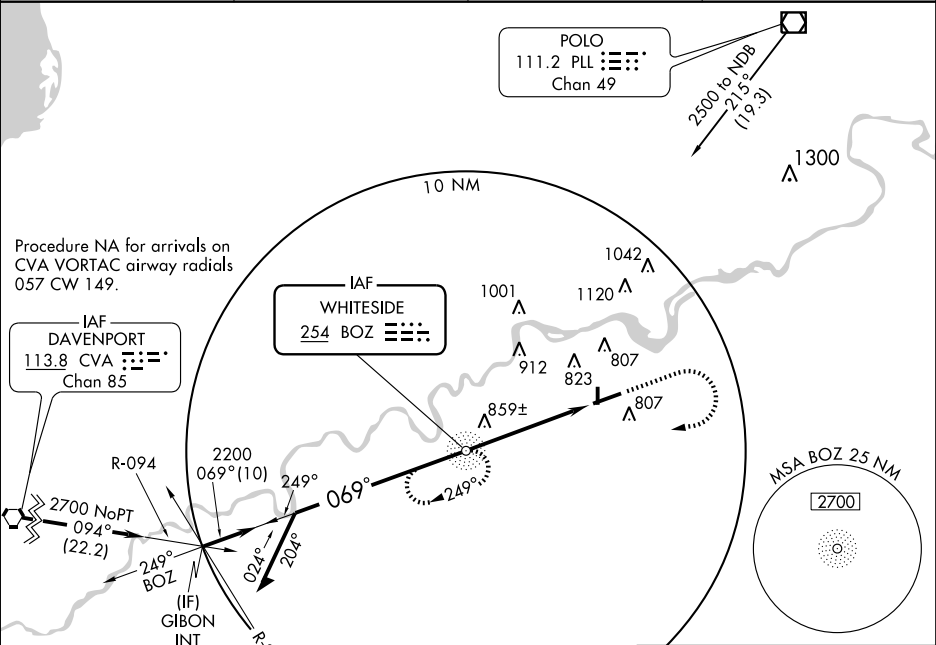 POLO
111.2 PLL
Chan 49
2500 to NDB
215°
(19.3)
1300
10 NM
Procedure NA for arrivals on
CVA VORTAC airway radials
057 CW 149.
1042
1120
1001
IAF
WHITESIDE
254 BOZ
IAF
DAVENPORT
113.8 CVA
Chan 85
912
823
807
807
859±
MSA BOZ 25 NM
2700
R-094
2200
069° (10)
249°
069°
249°
2700 NoPT
094°
(22.2)
249°
BOZ
024°
204°
(IF)
GIBON
INT